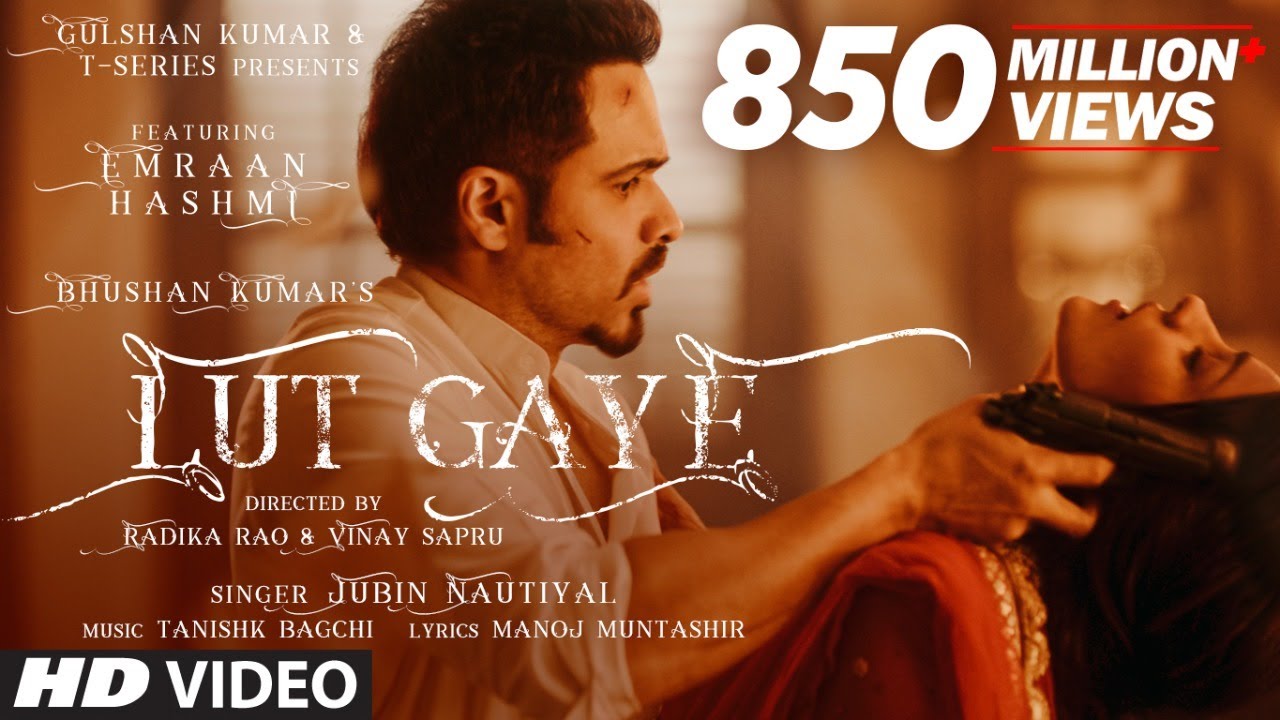 GULSHAN KUMAR &
T-SERIES PRESENTS
850 MILLION+
VIEWS
FEATURING
EMRAAN
HASHMI
BHUSHAN KUMAR'S
LUT GAYE
DIRECTED BY
RADIKA RAO & VINAY SAPRU
SINGER JUBIN NAUTIYAL
MUSIC TANISHK BAGCHI LYRICS MANOJ MUNTASHIR
HD VIDEO